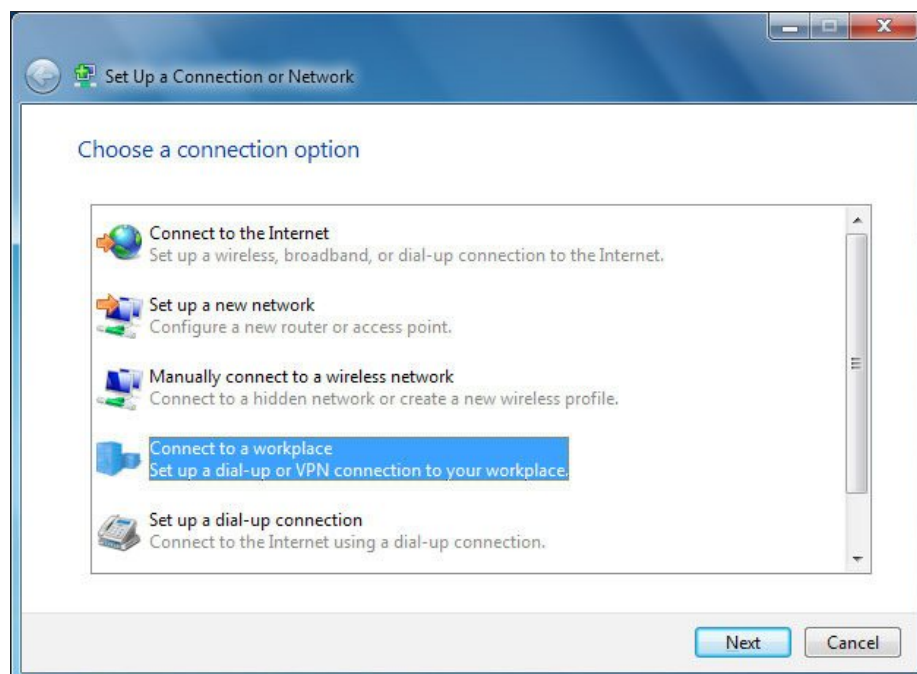 Set Up a Connection or Network
Choose a connection option
Connect to the Internet
Set up a wireless, broadband, or dial-up connection to the Internet.
Set up a new network
Configure a new router or access point.
Manually connect to a wireless network
Connect to a hidden network or create a new wireless profile.
Connect to a workplace
Set up a dial-up or VPN connection to your workplace.
Set up a dial-up connection
Connect to the Internet using a dial-up connection.
Next
Cancel